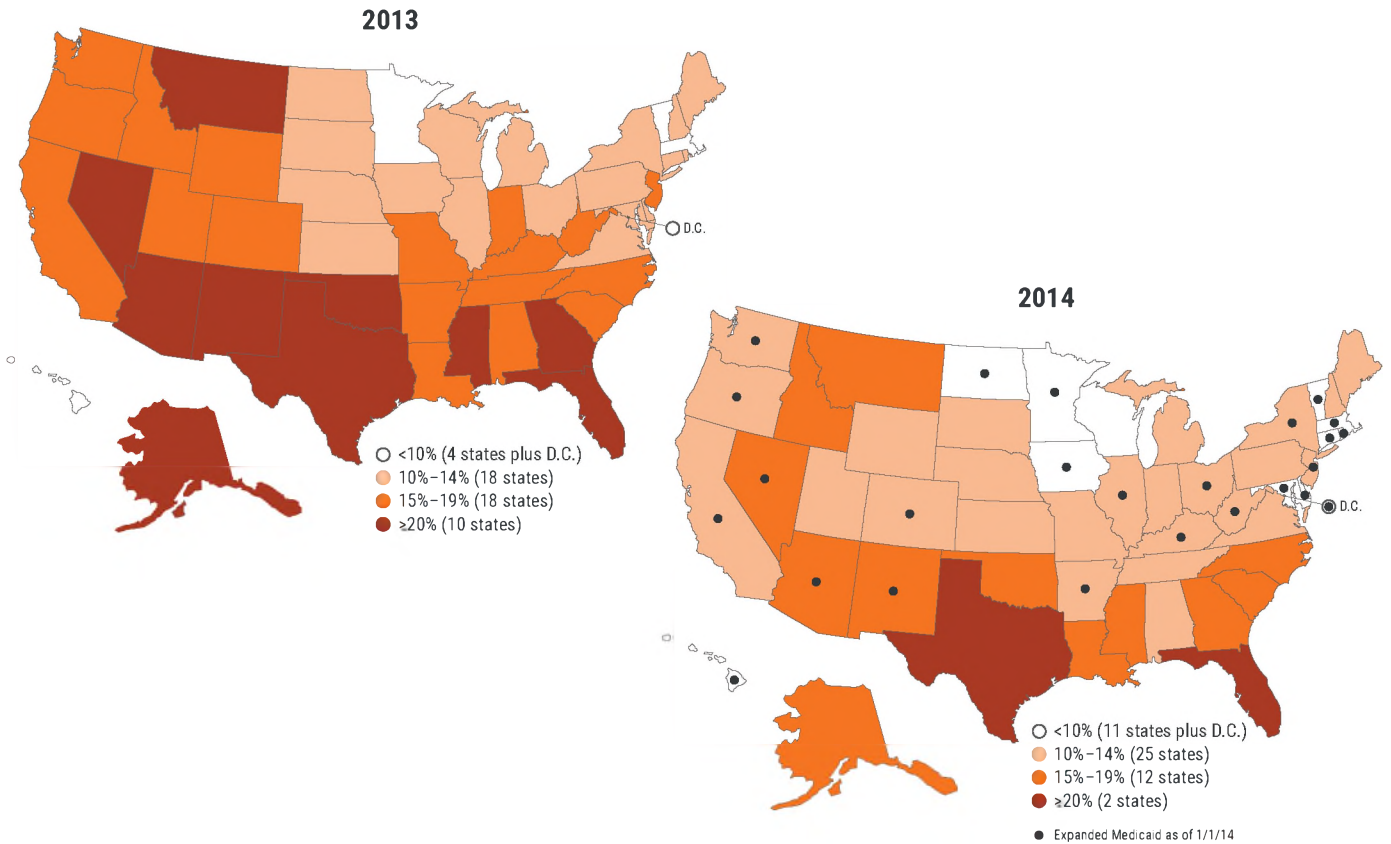 2013
D.C.
<10% (4 states plus D.C.)
10%–14% (18 states)
15%–19% (18 states)
≥20% (10 states)
2014
D.C.
<10% (11 states plus D.C.)
10%–14% (25 states)
15%–19% (12 states)
≥20% (2 states)
Expanded Medicaid as of 1/1/14